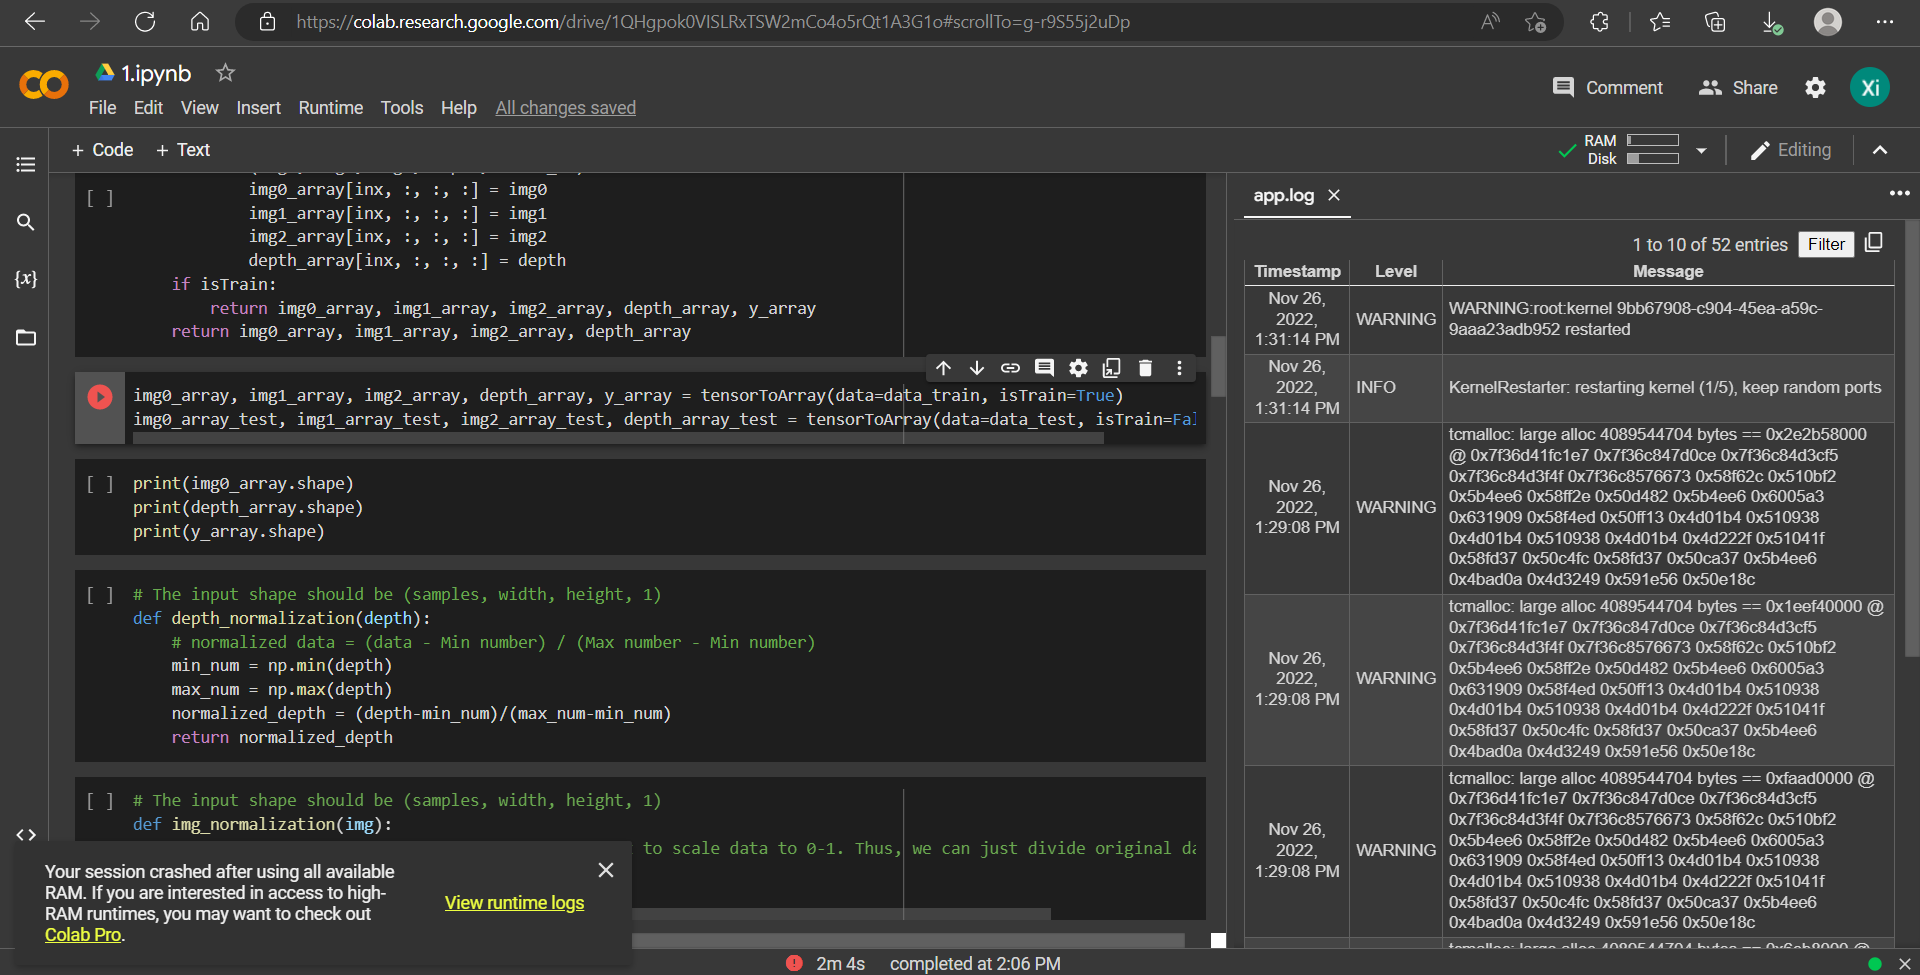 https://colab.research.google.com/drive/1QHgpok0VISLRxTSW2mCo4o5rQt1A3G1o#scrollTo=g-r9S55j2uDp
1.ipynb
File Edit View Insert Runtime Tools Help All changes saved
Comment Share Xi
+ Code + Text
RAM
Disk
Editing
[ ]
img0_array[inx, :, :, :] = img0
img1_array[inx, :, :, :] = img1
img2_array[inx, :, :, :] = img2
depth_array[inx, :, :, :] = depth
if isTrain:
return img0_array, img1_array, img2_array, depth_array, y_array
return img0_array, img1_array, img2_array, depth_array
img0_array, img1_array, img2_array, depth_array, y_array = tensorToArray(data=data_train, isTrain=True)
img0_array_test, img1_array_test, img2_array_test, depth_array_test = tensorToArray(data=data_test, isTrain=Fal
[ ] print(img0_array.shape)
print(depth_array.shape)
print(y_array.shape)
[ ] # The input shape should be (samples, width, height, 1)
def depth_normalization(depth):
# normalized data = (data - Min number) / (Max number - Min number)
min_num = np.min(depth)
max_num = np.max(depth)
normalized_depth = (depth-min_num)/(max_num-min_num)
return normalized_depth
[ ] # The input shape should be (samples, width, height, 1)
def img_normalization(img):
to scale data to 0-1. Thus, we can just divide original da
Your session crashed after using all available
RAM. If you are interested in access to high-
RAM runtimes, you may want to check out
Colab Pro.
View runtime logs
2m 4s completed at 2:06 PM
app.log
1 to 10 of 52 entries Filter
Timestamp Level Message
Nov 26,
2022,
1:31:14 PM
WARNING
WARNING:root:kernel 9bb67908-c904-45ea-a59c-
9aaa23adb952 restarted
Nov 26,
2022,
1:31:14 PM
INFO
KernelRestarter: restarting kernel (1/5), keep random ports
Nov 26,
2022,
1:29:08 PM
WARNING
tcmalloc: large alloc 4089544704 bytes == 0x2e2b58000
@ 0x7f36d41fc1e7 0x7f36c847d0ce 0x7f36c84d3cf5
0x7f36c84d3f4f 0x7f36c8576673 0x58f62c 0x510bf2
0x5b4ee6 0x58ff2e 0x50d482 0x5b4ee6 0x6005a3
0x631909 0x58f4ed 0x50ff13 0x4d01b4 0x510938
0x4d01b4 0x510938 0x4d01b4 0x4d222f 0x51041f
0x58fd37 0x50c4fc 0x58fd37 0x50ca37 0x5b4ee6
0x4bad0a 0x4d3249 0x591e56 0x50e18c
Nov 26,
2022,
1:29:08 PM
WARNING
tcmalloc: large alloc 4089544704 bytes == 0x1eef40000 @
0x7f36d41fc1e7 0x7f36c847d0ce 0x7f36c84d3cf5
0x7f36c84d3f4f 0x7f36c8576673 0x58f62c 0x510bf2
0x5b4ee6 0x58ff2e 0x50d482 0x5b4ee6 0x6005a3
0x631909 0x58f4ed 0x50ff13 0x4d01b4 0x510938
0x4d01b4 0x510938 0x4d01b4 0x4d222f 0x51041f
0x58fd37 0x50c4fc 0x58fd37 0x50ca37 0x5b4ee6
0x4bad0a 0x4d3249 0x591e56 0x50e18c
Nov 26,
2022,
1:29:08 PM
WARNING
tcmalloc: large alloc 4089544704 bytes == 0xfaad0000 @
0x7f36d41fc1e7 0x7f36c847d0ce 0x7f36c84d3cf5
0x7f36c84d3f4f 0x7f36c8576673 0x58f62c 0x510bf2
0x5b4ee6 0x58ff2e 0x50d482 0x5b4ee6 0x6005a3
0x631909 0x58f4ed 0x50ff13 0x4d01b4 0x510938
0x4d01b4 0x510938 0x4d01b4 0x4d222f 0x51041f
0x58fd37 0x50c4fc 0x58fd37 0x50ca37 0x5b4ee6
0x4bad0a 0x4d3249 0x591e56 0x50e18c